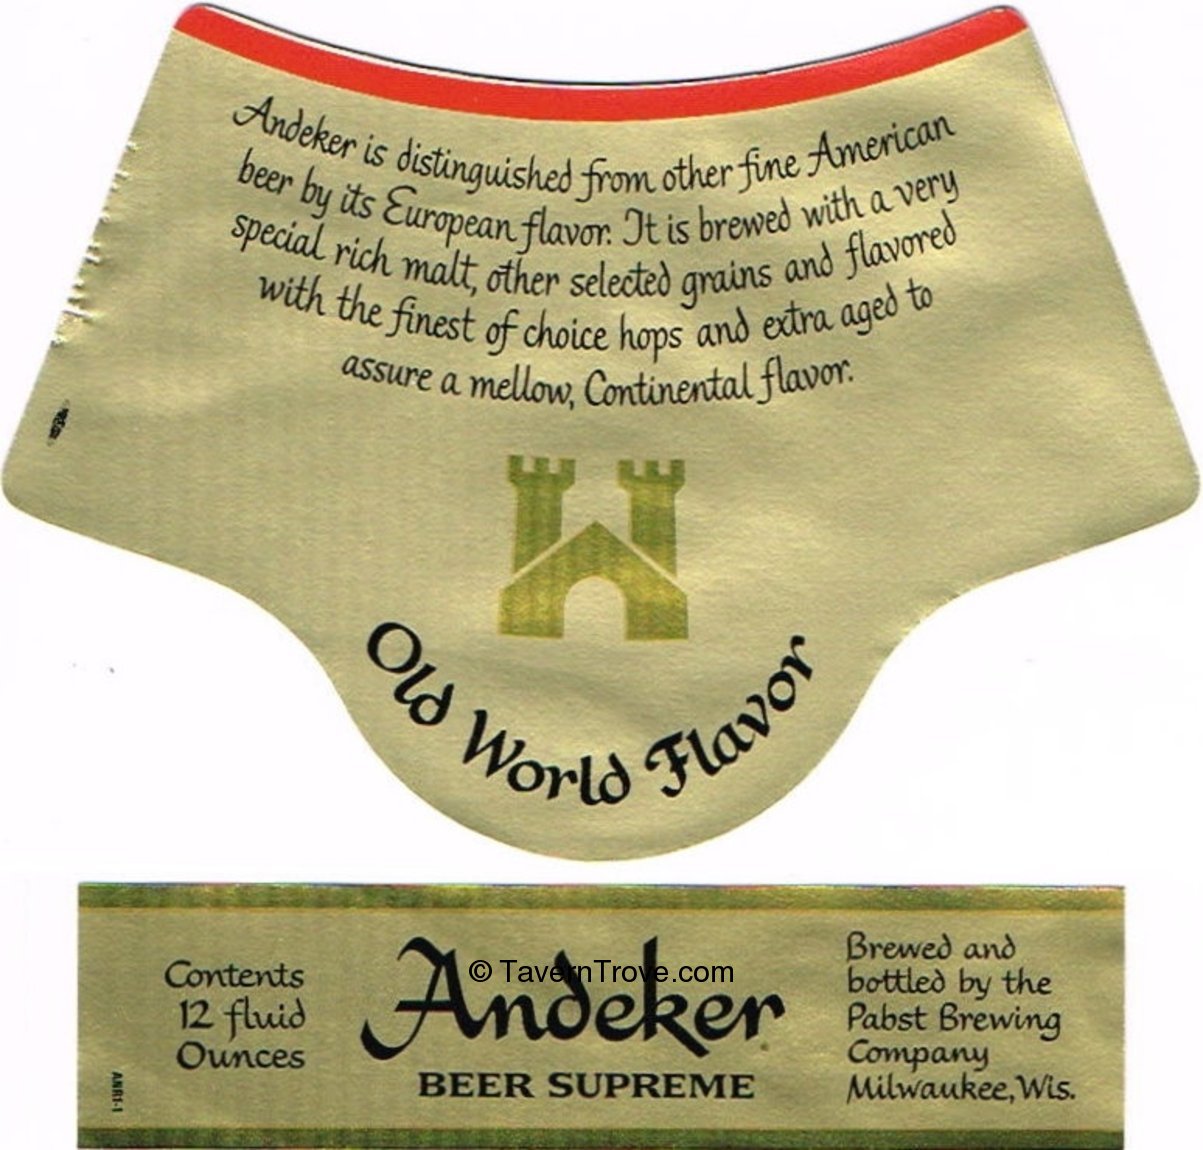 Andeker is distinguished from other fine American
beer by its European flavor. It is brewed with a very
special rich malt, other selected grains and flavored
with the finest of choice hops and extra aged to
assure a mellow, Continental flavor.
Old World Flavor
Contents
12 fluid
Ounces
Andeker
BEER SUPREME
© TavernTrove.com
Brewed and
bottled by the
Pabst Brewing
Company
Milwaukee, Wis.
ANR1-1